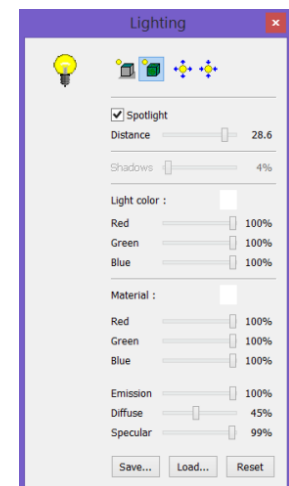 Lighting
Spotlight
Distance 28.6
Shadows 4%
Light color :
Red 100%
Green 100%
Blue 100%
Material :
Red 100%
Green 100%
Blue 100%
Emission 100%
Diffuse 45%
Specular 99%
Save... Load... Reset